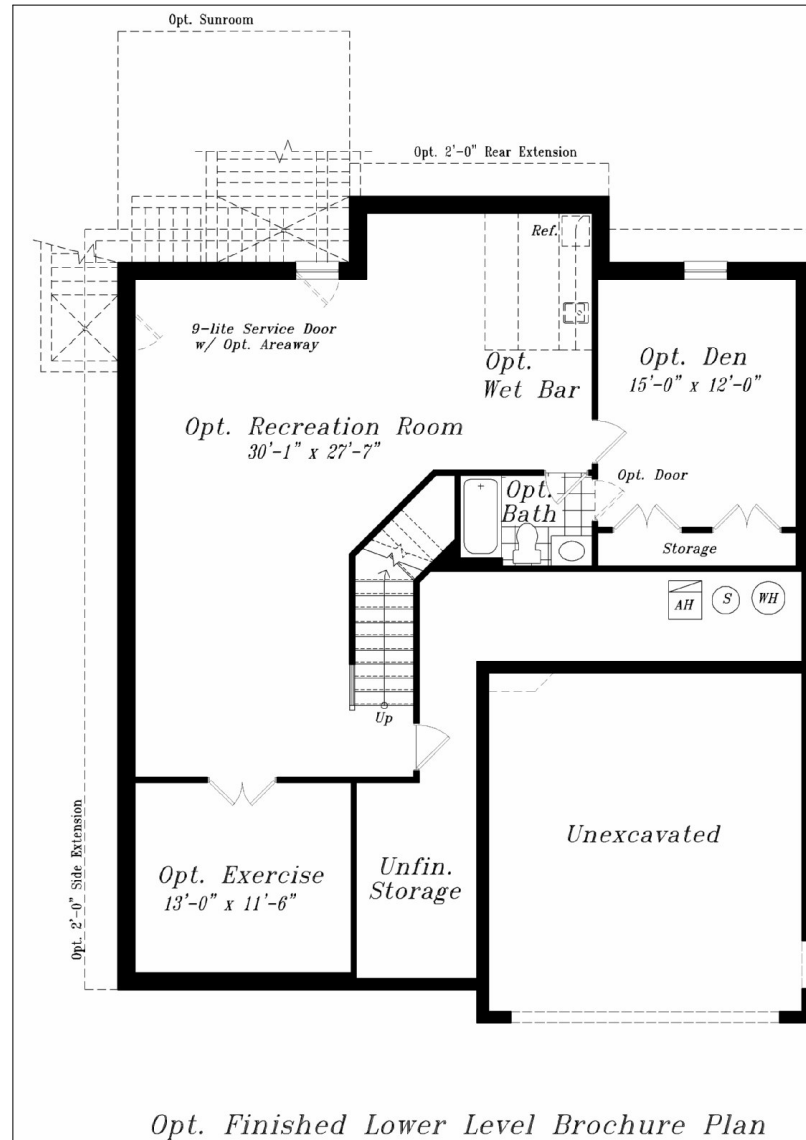 Opt. Sunroom
Opt. 2'-0" Rear Extension
Ref.
S
9-lite Service Door
w/ Opt. Areaway
Opt.
Wet Bar
Opt. Den
15'-0" x 12'-0"
Opt. Recreation Room
30'-1" x 27'-7"
Opt. Door
Opt.
Bath
Storage
AH
S
WH
Up
Opt. 2'-0" Side Extension
Unexcavated
Opt. Exercise
13'-0" x 11'-6"
Unfin.
Storage
Opt. Finished Lower Level Brochure Plan